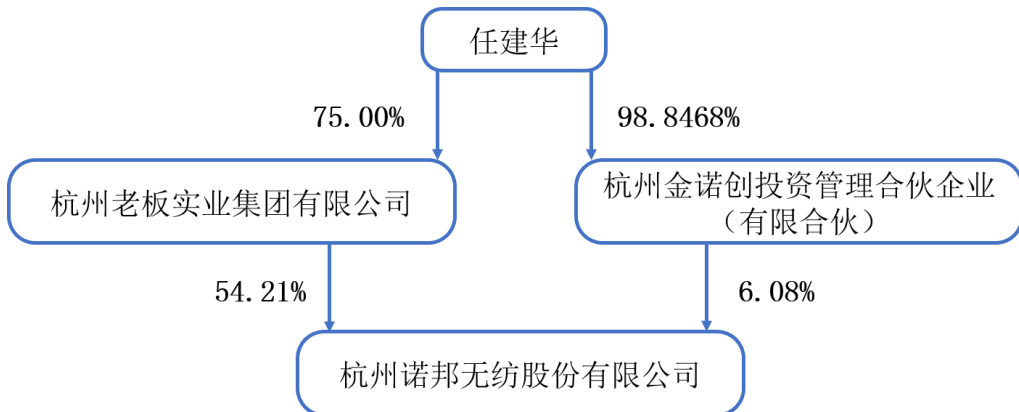 任建华
75.00%
98.8468%
杭州老板实业集团有限公司
杭州金诺创投资管理合伙企业
（有限合伙）
54.21%
6.08%
杭州诺邦无纺股份有限公司